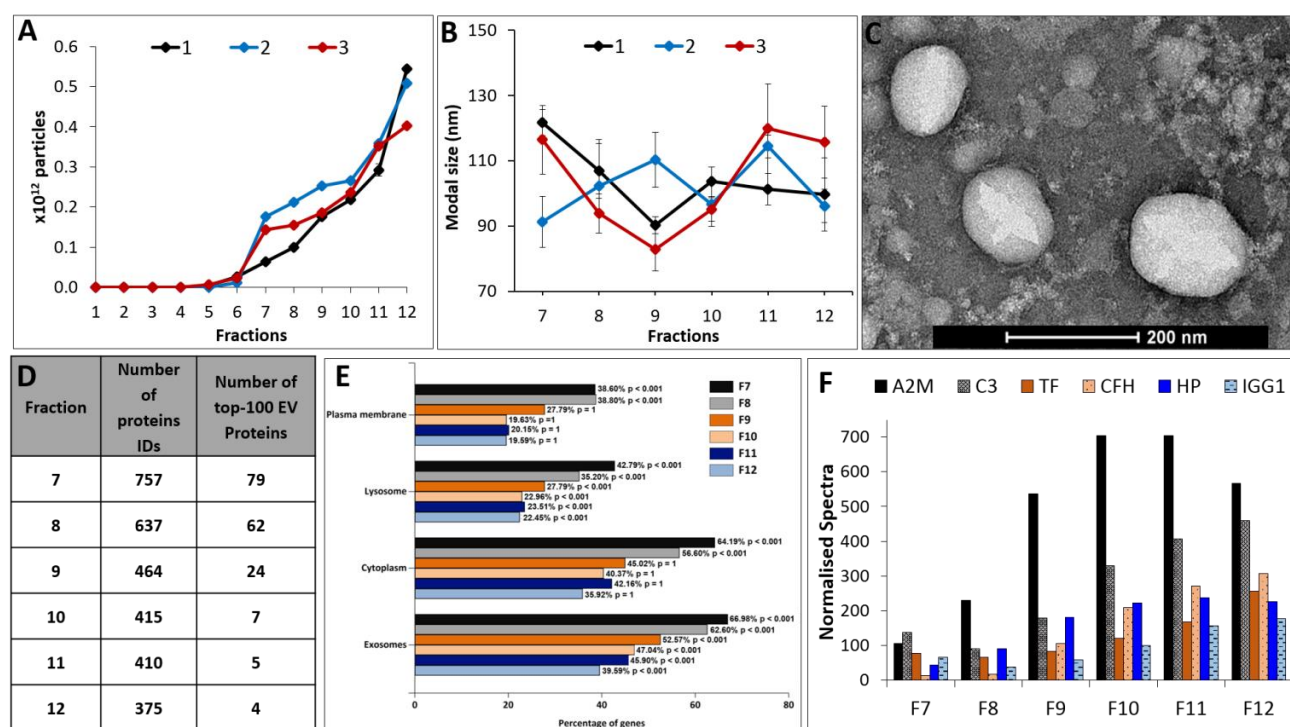 A
1 2 3
x10¹² particles
0.6
0.5
0.4
0.3
0.2
0.1
0.0
1 2 3 4 5 6 7 8 9 10 11 12
Fractions
B
1 2 3
Modal size (nm)
150
130
110
90
70
7 8 9 10 11 12
Fractions
C
200 nm
D
Fraction Number of proteins IDs Number of top-100 EV Proteins
7 757 79
8 637 62
9 464 24
10 415 7
11 410 5
12 375 4
E
F7
F8
F9
F10
F11
F12
Plasma membrane
38.60% p < 0.001
38.80% p < 0.001
27.79% p = 1
19.63% p =1
20.15% p = 1
19.59% p = 1
Lysosome
42.79% p < 0.001
35.20% p < 0.001
27.79% p < 0.001
22.96% p < 0.001
23.51% p < 0.001
22.45% p < 0.001
Cytoplasm
64.19% p < 0.001
56.60% p < 0.001
45.02% p = 1
40.37% p = 1
42.16% p = 1
35.92% p = 1
Exosomes
66.98% p < 0.001
62.60% p < 0.001
52.57% p < 0.001
47.04% p < 0.001
45.90% p < 0.001
39.59% p < 0.001
0 20 40 60 80
Percentage of genes
F
A2M C3 TF CFH HP IGG1
Normalised Spectra
700
600
500
400
300
200
100
0
F7 F8 F9 F10 F11 F12